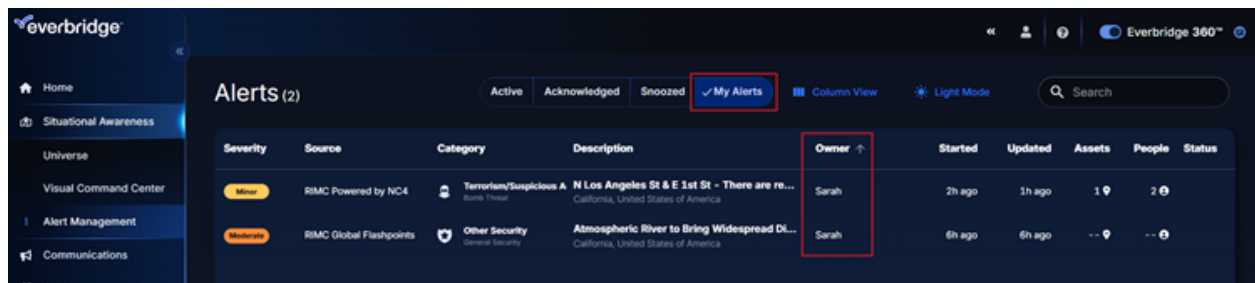 everbridge
Everbridge 360™
Home
Situational Awareness
Universe
Visual Command Center
Alert Management
Communications
Alerts (2)
Active Acknowledged Snoozed My Alerts Column View Light Mode Search
Severity Source Category Description Owner Started Updated Assets People Status
Minor RIMC Powered by NC4 Terrorism/Suspicious A N Los Angeles St & E 1st St - There are re... Sarah 2h ago 1h ago 1 2
Bomb Threat California, United States of America
Moderate RIMC Global Flashpoints Other Security Atmospheric River to Bring Widespread Di... Sarah 6h ago 6h ago -- --
General Security California, United States of America